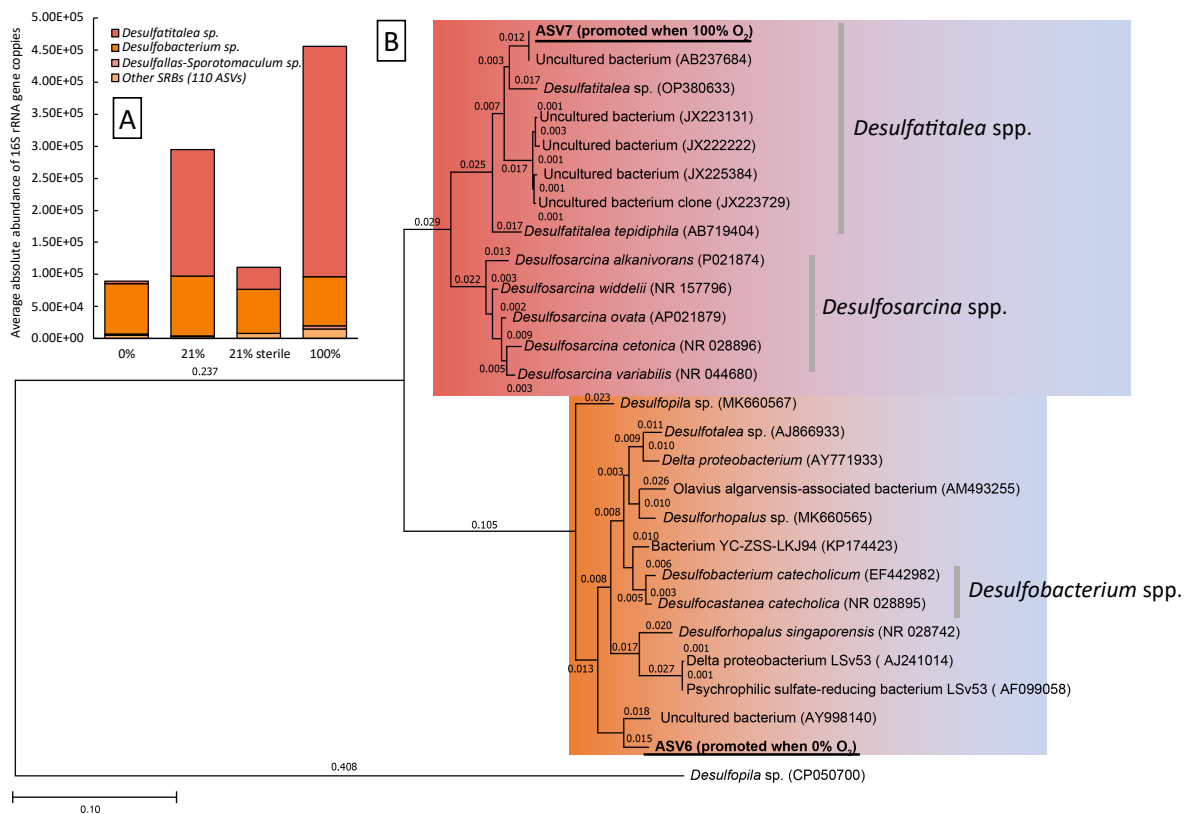 5.00E+05
4.50E+05
4.00E+05
3.50E+05
3.00E+05
2.50E+05
2.00E+05
1.50E+05
1.00E+05
5.00E+04
0.00E+00
Average absolute abundance of 16S rRNA gene coppies
Desulfatitalea sp.
Desulfobacterium sp.
Desulfallas-Sporotomaculum sp.
Other SRBs (110 ASVs)
A
0% 21% 21% sterile 100%
B
ASV7 (promoted when 100% O2)
0.012
Uncultured bacterium (AB237684)
0.003
0.017
Desulfatitalea sp. (OP380633)
0.007
0.001
Uncultured bacterium (JX223131)
0.003
Uncultured bacterium (JX222222)
0.001
0.017
0.025
Uncultured bacterium (JX225384)
0.001
Uncultured bacterium clone (JX223729)
0.001
0.017
Desulfatitalea tepidiphila (AB719404)
Desulfatitalea spp.
0.029
0.013
Desulfosarcina alkanivorans (P021874)
0.022
0.003
Desulfosarcina widdelii (NR 157796)
0.002
Desulfosarcina ovata (AP021879)
0.009
Desulfosarcina cetonica (NR 028896)
0.005
Desulfosarcina variabilis (NR 044680)
0.003
Desulfosarcina spp.
0.237
0.023
Desulfopila sp. (MK660567)
0.011
Desulfotalea sp. (AJ866933)
0.009
0.010
Delta proteobacterium (AY771933)
0.003
0.026
Olavius algarvensis-associated bacterium (AM493255)
0.010
Desulforhopalus sp. (MK660565)
0.008
0.105
0.010
Bacterium YC-ZSS-LKJ94 (KP174423)
0.006
Desulfobacterium catecholicum (EF442982)
0.008
0.005
0.003
Desulfocastanea catecholica (NR 028895)
Desulfobacterium spp.
0.020
Desulforhopalus singaporensis (NR 028742)
0.017
0.001
Delta proteobacterium LSv53 ( AJ241014)
0.013
0.027
0.001
Psychrophilic sulfate-reducing bacterium LSv53 ( AF099058)
0.018
Uncultured bacterium (AY998140)
0.015
ASV6 (promoted when 0% O2)
0.408
Desulfopila sp. (CP050700)
0.10